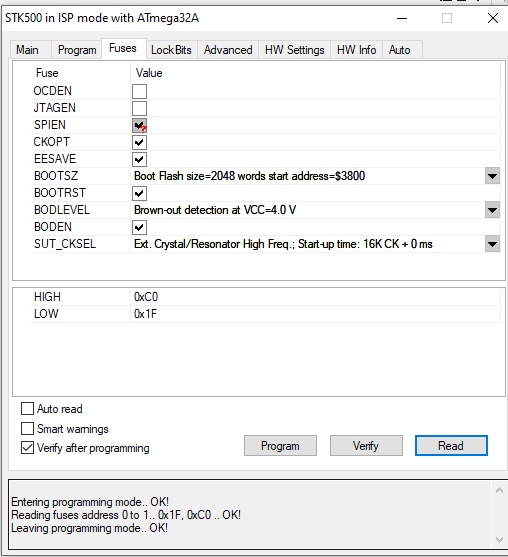 STK500 in ISP mode with ATmega32A
Main Program Fuses LockBits Advanced HW Settings HW Info Auto
Fuse Value
OCDEN
JTAGEN
SPIEN
CKOPT
EESAVE
BOOTSZ Boot Flash size=2048 words start address=$3800
BOOTRST
BODLEVEL Brown-out detection at VCC=4.0 V
BODEN
SUT_CKSEL Ext. Crystal/Resonator High Freq.; Start-up time: 16K CK + 0 ms
HIGH 0xC0
LOW 0x1F
Auto read
Smart warnings
Verify after programming
Program Verify Read
Entering programming mode.. OK!
Reading fuses address 0 to 1.. 0x1F, 0xC0 .. OK!
Leaving programming mode.. OK!